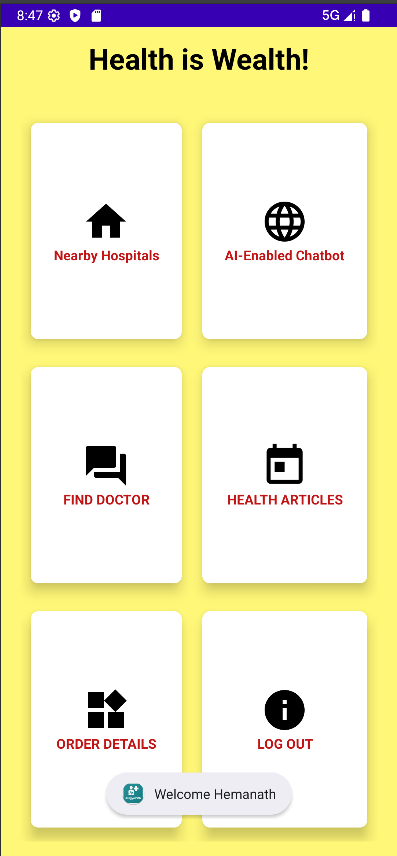 8:47 5G
Health is Wealth!
Nearby Hospitals AI-Enabled Chatbot
FIND DOCTOR HEALTH ARTICLES
ORDER DETAILS LOG OUT
Welcome Hemanath